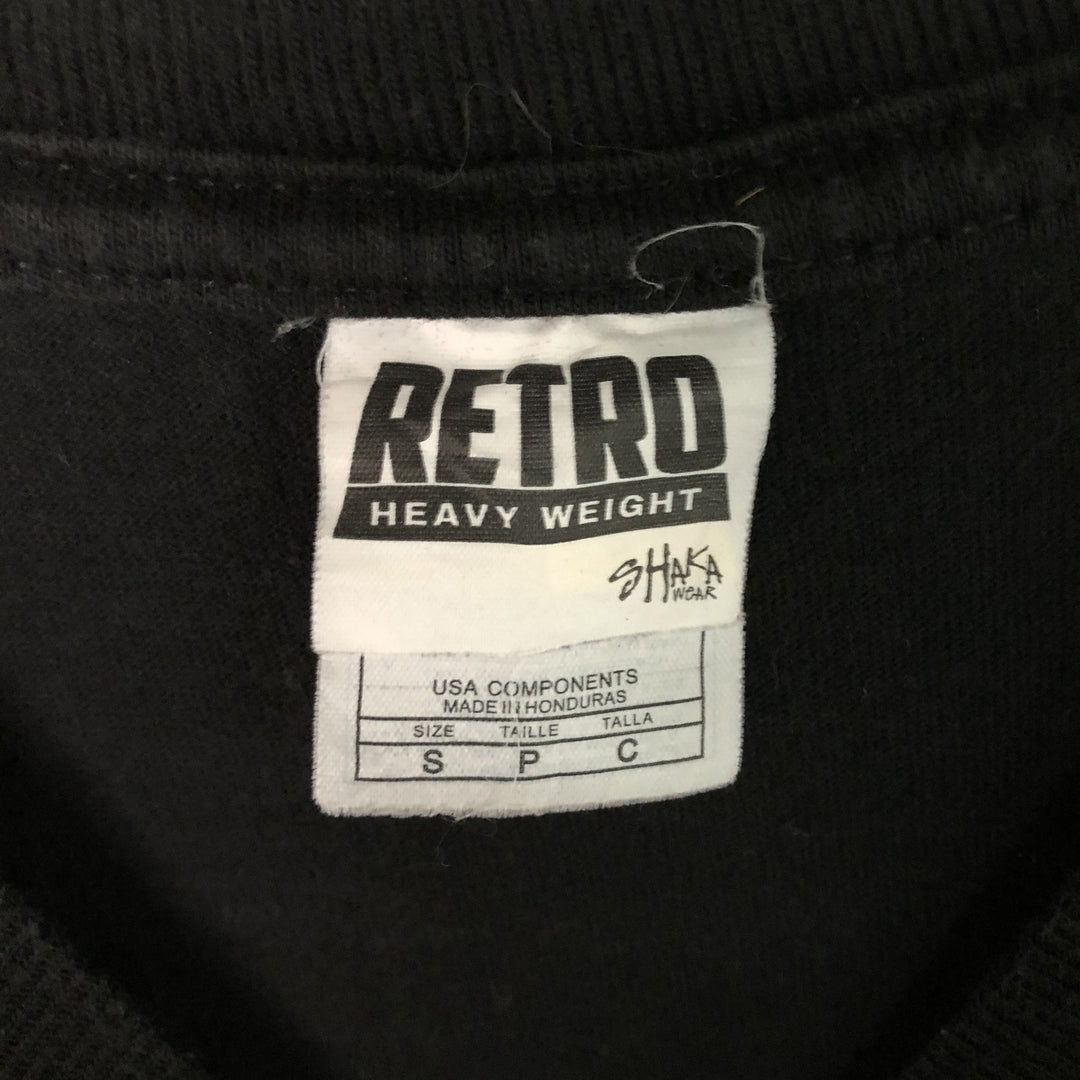 RETRO
HEAVY WEIGHT
SHAKA
WEAR
USA COMPONENTS
MADE IN HONDURAS
SIZE TAILLE TALLA
S P C